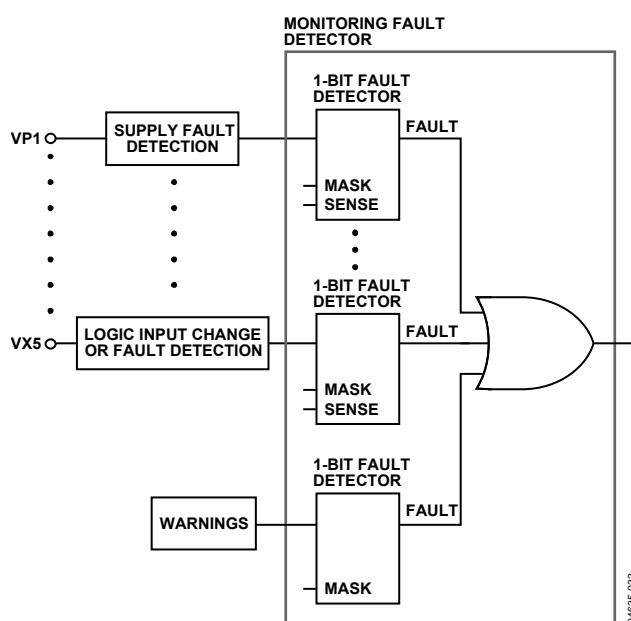 MONITORING FAULT
DETECTOR
1-BIT FAULT
DETECTOR
VP1
SUPPLY FAULT
DETECTION
FAULT
MASK
SENSE
1-BIT FAULT
DETECTOR
VX5
LOGIC INPUT CHANGE
OR FAULT DETECTION
FAULT
MASK
SENSE
1-BIT FAULT
DETECTOR
WARNINGS
FAULT
MASK